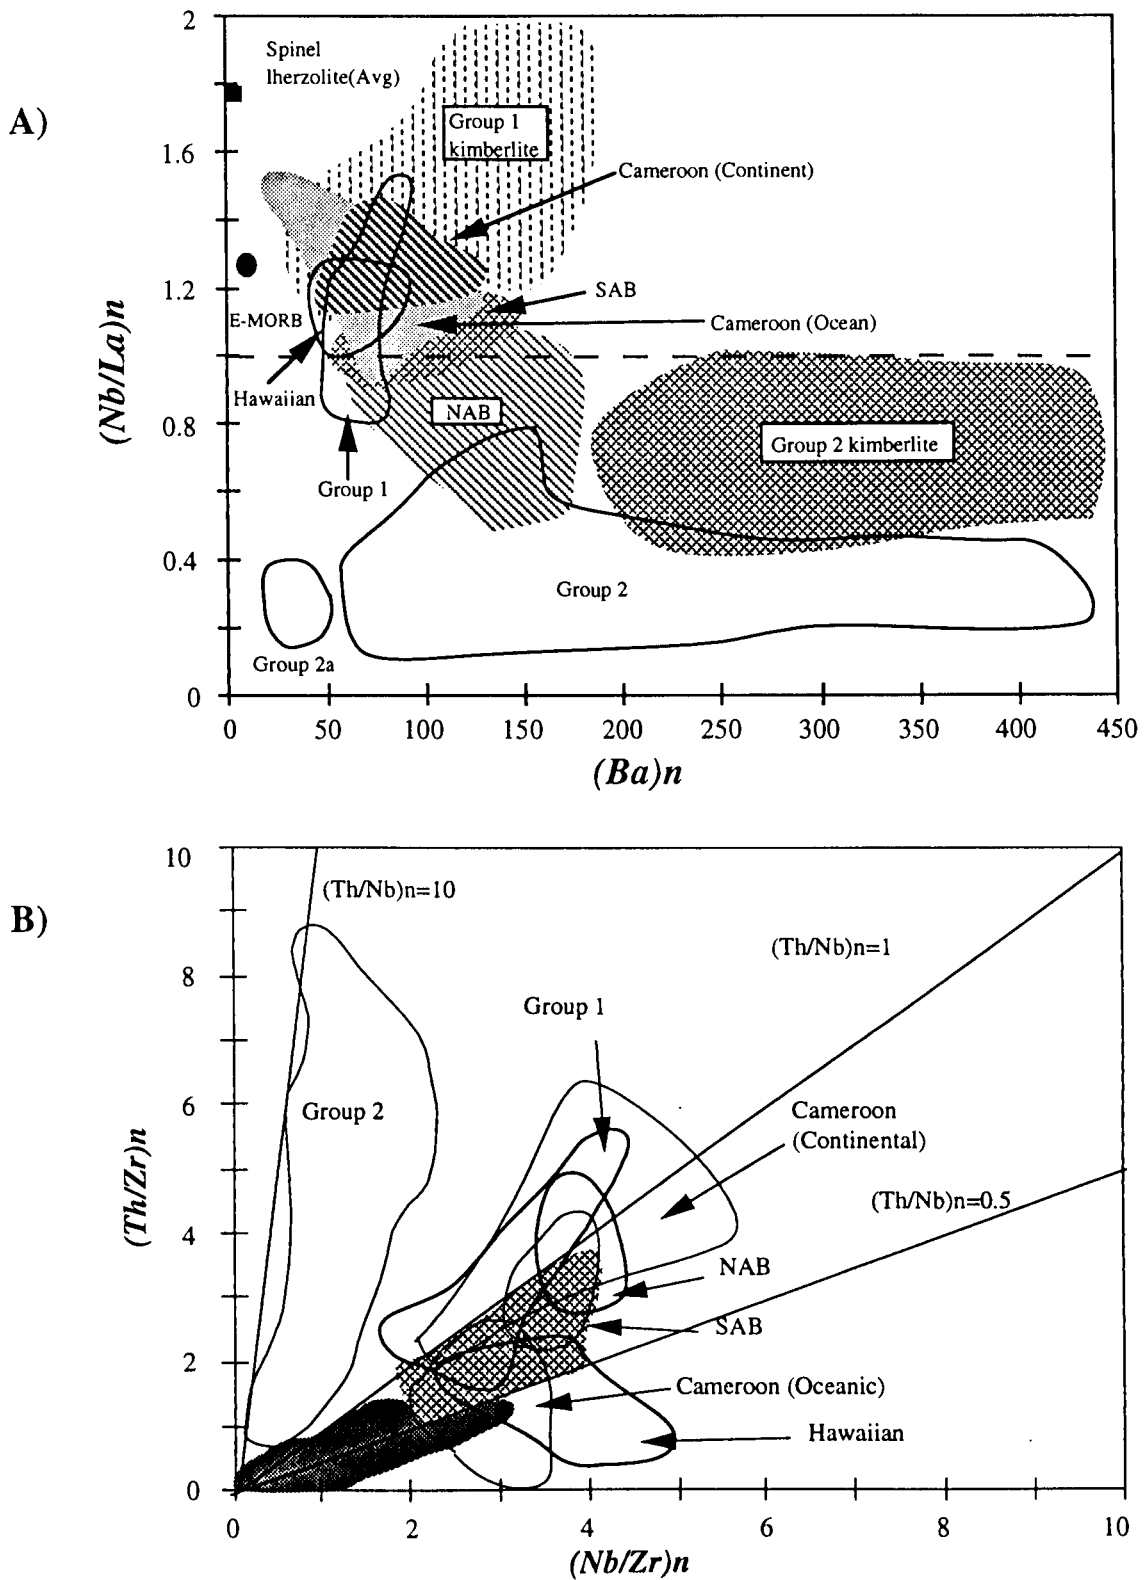 A)
2
1.6
1.2
0.8
0.4
0
(Nb/La)n
Spinel
lherzolite(Avg)
Group 1
kimberlite
Cameroon (Continent)
SAB
E-MORB
Cameroon (Ocean)
Hawaiian
NAB
Group 2 kimberlite
Group 1
Group 2
Group 2a
0 50 100 150 200 250 300 350 400 450
(Ba)n
B)
10
8
6
4
2
0
(Th/Zr)n
(Th/Nb)n=10
(Th/Nb)n=1
Group 1
Group 2
Cameroon
(Continental)
(Th/Nb)n=0.5
NAB
SAB
Cameroon (Oceanic)
Hawaiian
0 2 4 6 8 10
(Nb/Zr)n